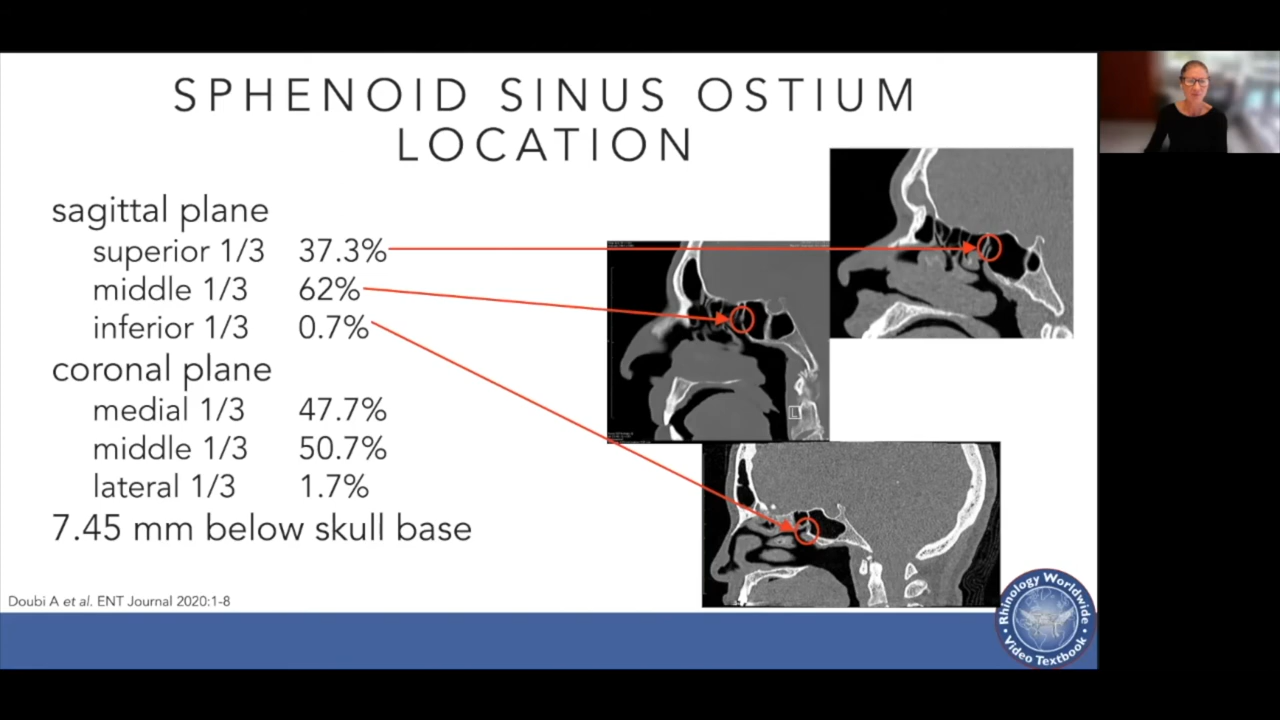 SPHENOID SINUS OSTIUM
LOCATION
sagittal plane
superior 1/3 37.3%
middle 1/3 62%
inferior 1/3 0.7%
coronal plane
medial 1/3 47.7%
middle 1/3 50.7%
lateral 1/3 1.7%
7.45 mm below skull base
L
Doubi A et al. ENT Journal 2020:1-8
Rhinology Worldwide
Video Textbook